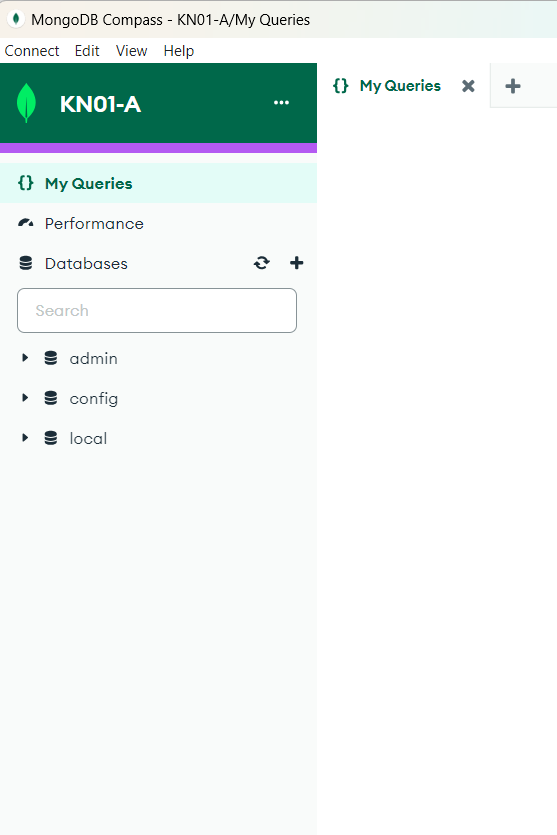 MongoDB Compass - KN01-A/My Queries
Connect Edit View Help
KN01-A
My Queries
My Queries
Performance
Databases
Search
admin
config
local